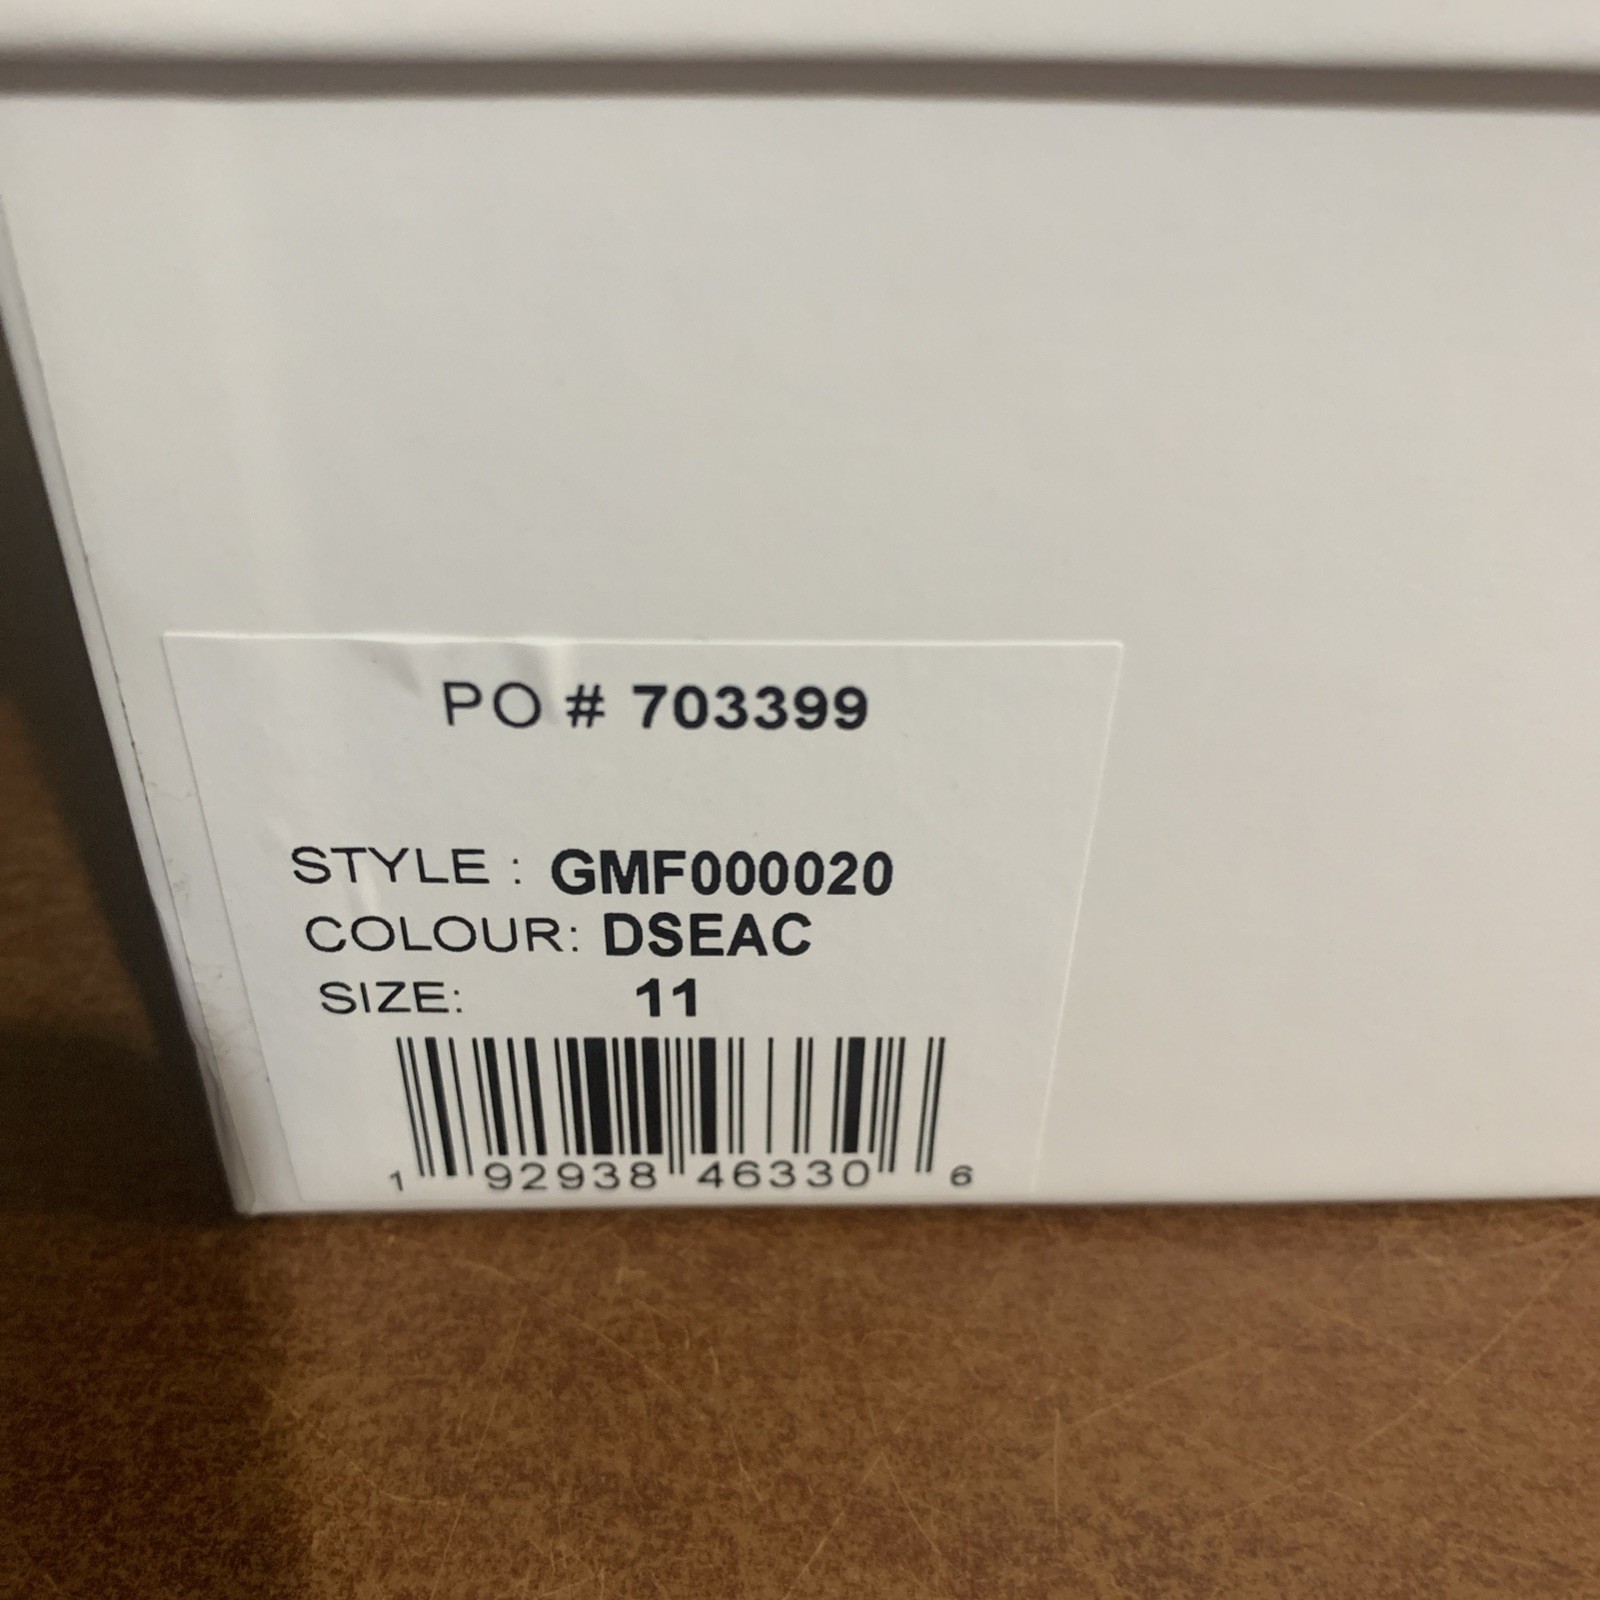 PO # 703399
STYLE : GMF000020
COLOUR: DSEAC
SIZE: 11
1 92938 46330 6